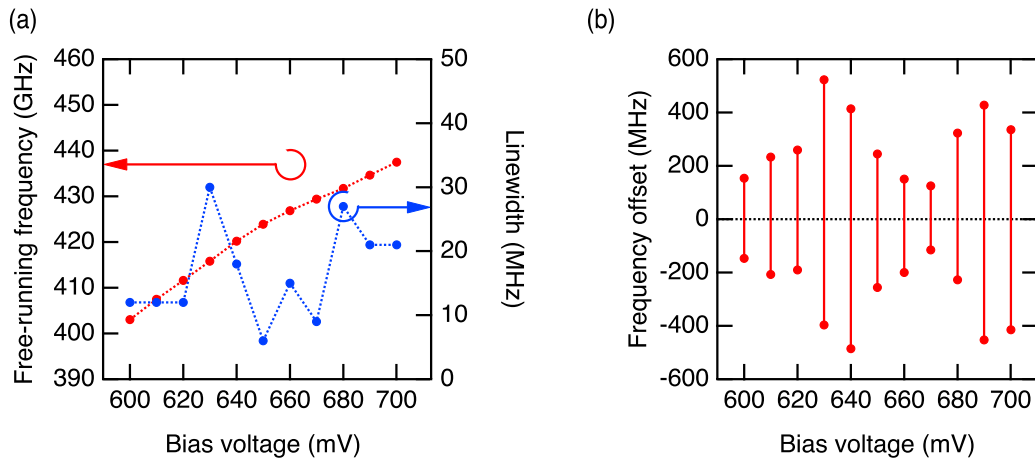 (a)
Free-running frequency (GHz)
460
450
440
430
420
410
400
390
50
40
30
20
10
0
Linewidth (MHz)
600 620 640 660 680 700
Bias voltage (mV)
(b)
Frequency offset (MHz)
600
400
200
0
-200
-400
-600
600 620 640 660 680 700
Bias voltage (mV)